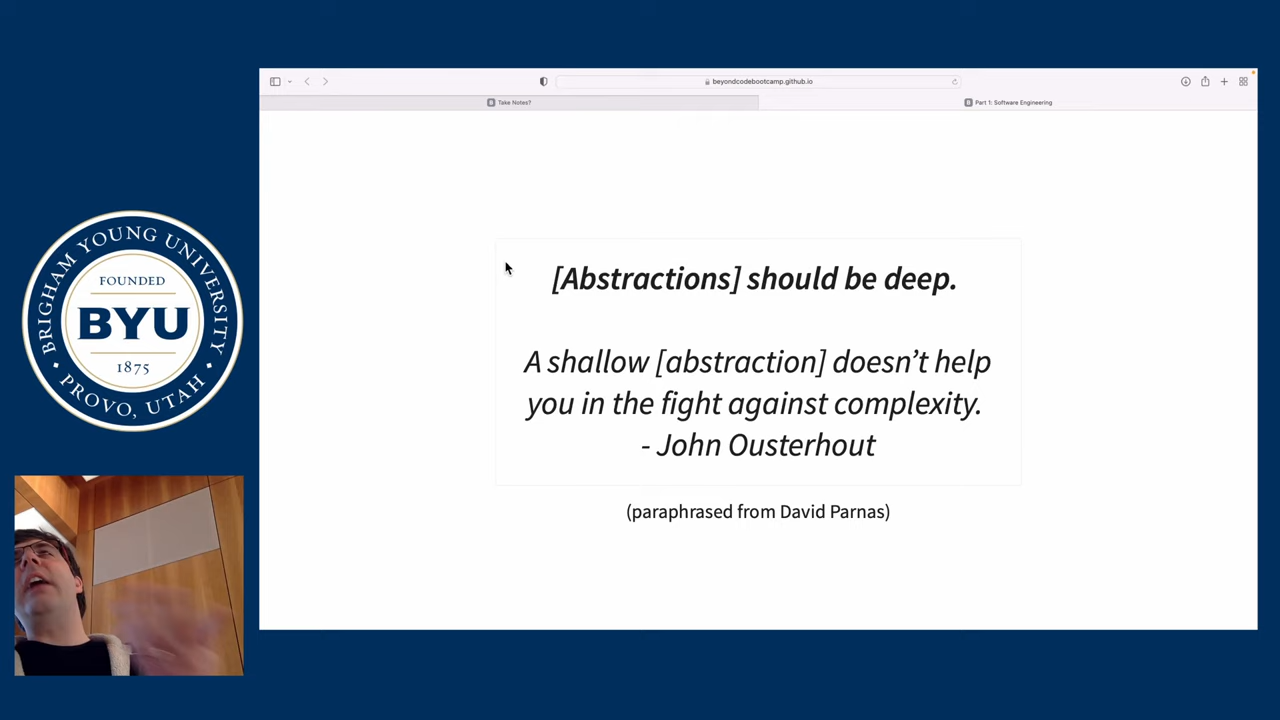 beyondcodebootcamp.github.io
Take Notes?
Part 1: Software Engineering
BRIGHAM YOUNG UNIVERSITY
FOUNDED
BYU
1875
PROVO, UTAH
[Abstractions] should be deep.
A shallow [abstraction] doesn’t help
you in the fight against complexity.
- John Ousterhout
(paraphrased from David Parnas)